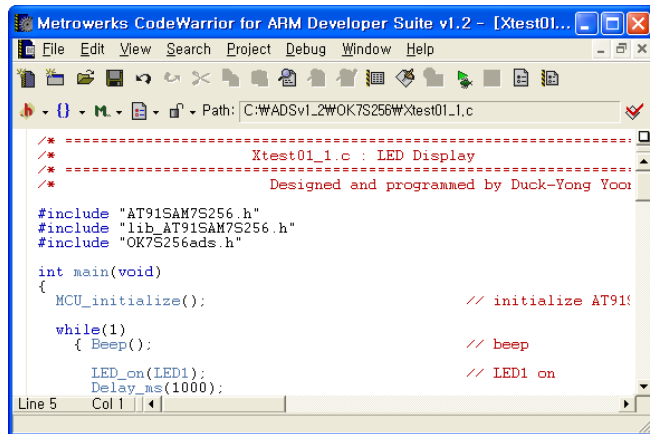 Metrowerks CodeWarrior for ARM Developer Suite v1.2 - [Xtest01...
File Edit View Search Project Debug Window Help
Path: C:₩ADSv1_2₩OK7S256₩Xtest01_1.c
/* ==============================================================
/* Xtest01_1.c : LED Display
/* ==============================================================
/* Designed and programmed by Duck-Yong Yoon
#include "AT91SAM7S256.h"
#include "lib_AT91SAM7S256.h"
#include "OK7S256ads.h"
int main(void)
{
MCU_initialize(); // initialize AT91S
while(1)
{ Beep(); // beep
LED_on(LED1); // LED1 on
Delay_ms(1000);
Line 5 Col 1